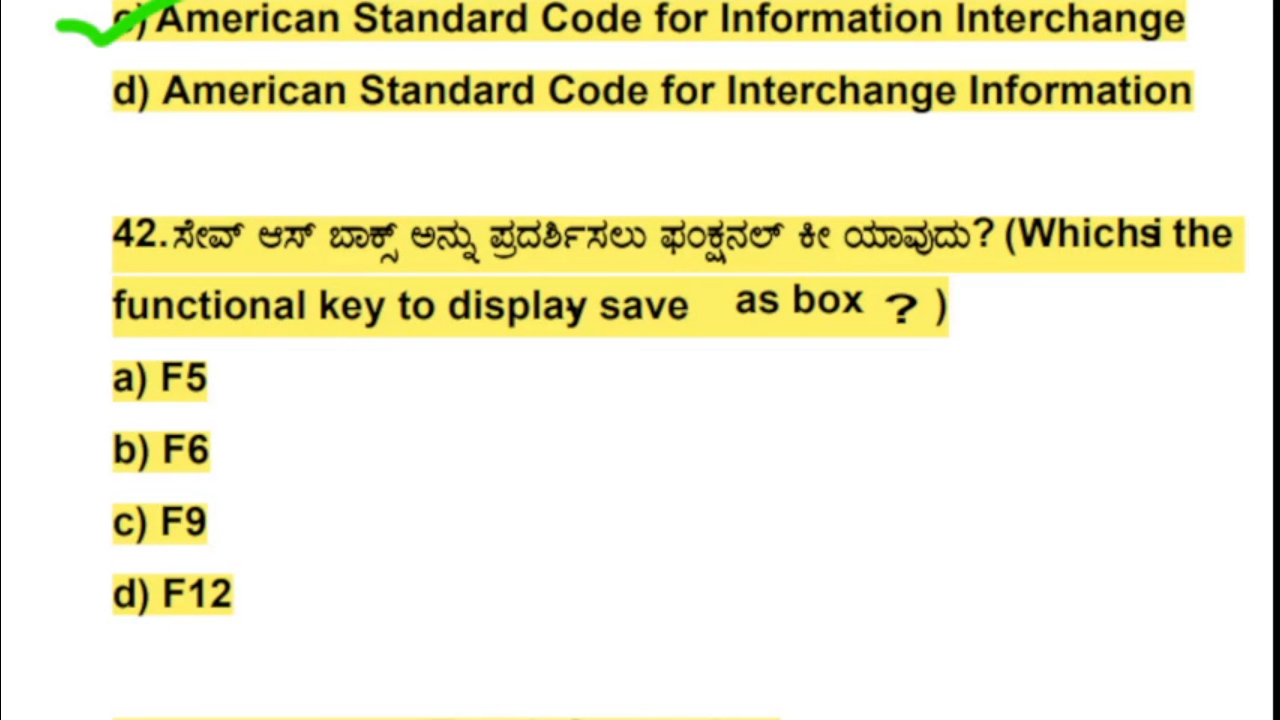 c) American Standard Code for Information Interchange
d) American Standard Code for Interchange Information
42. ಸೇವ್ ಆಸ್ ಬಾಕ್ಸ್ ಅನ್ನು ಪ್ರದರ್ಶಿಸಲು ಫಂಕ್ಷನಲ್ ಕೀ ಯಾವುದು? (Whichsi the
functional key to display save as box ? )
a) F5
b) F6
c) F9
d) F12